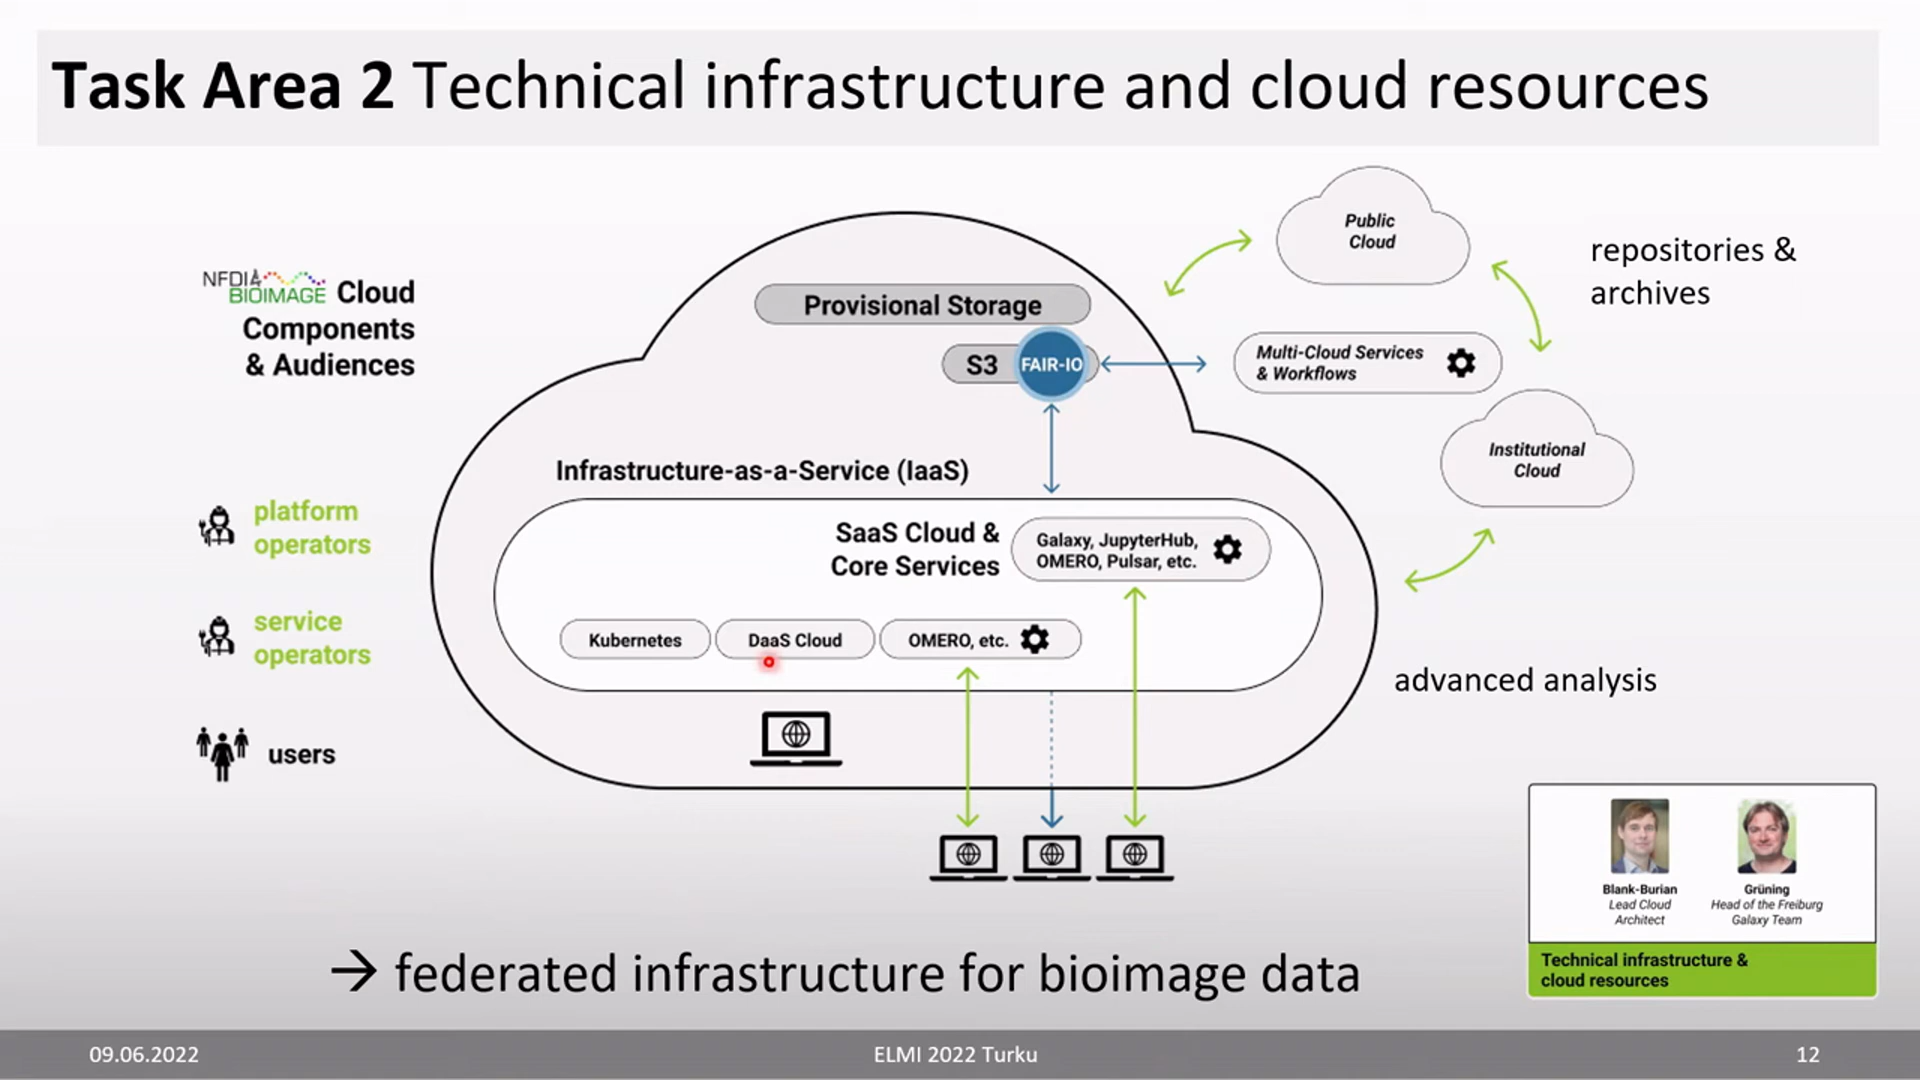 Task Area 2 Technical infrastructure and cloud resources
NFDI4
BIOIMAGE Cloud
Components
& Audiences
platform
operators
service
operators
users
Provisional Storage
S3 FAIR-IO
Infrastructure-as-a-Service (IaaS)
SaaS Cloud &
Core Services
Galaxy, JupyterHub,
OMERO, Pulsar, etc.
Kubernetes
DaaS Cloud
OMERO, etc.
Public
Cloud
Multi-Cloud Services
& Workflows
Institutional
Cloud
repositories &
archives
advanced analysis
Blank-Burian
Lead Cloud
Architect
Grüning
Head of the Freiburg
Galaxy Team
Technical infrastructure &
cloud resources
→ federated infrastructure for bioimage data
09.06.2022
ELMI 2022 Turku
12